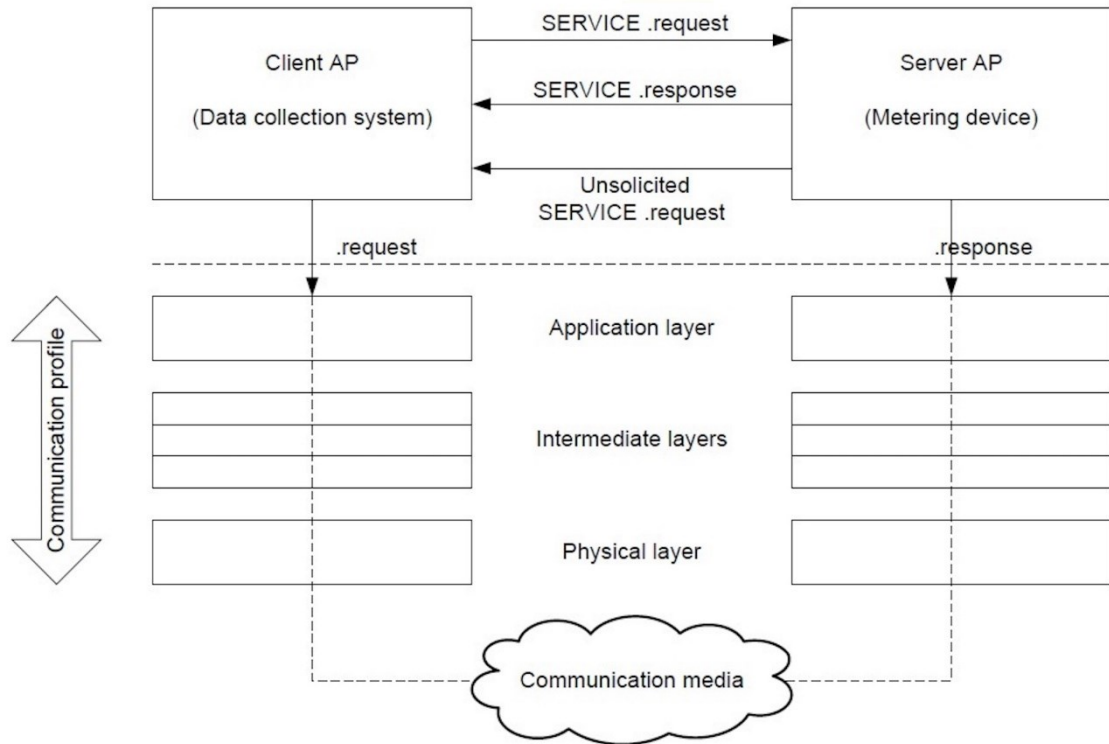 SERVICE .request
Client AP
Server AP
SERVICE .response
(Data collection system)
(Metering device)
Unsolicited
SERVICE .request
.request
.response
Application layer
Communication profile
Intermediate layers
Physical layer
Communication media